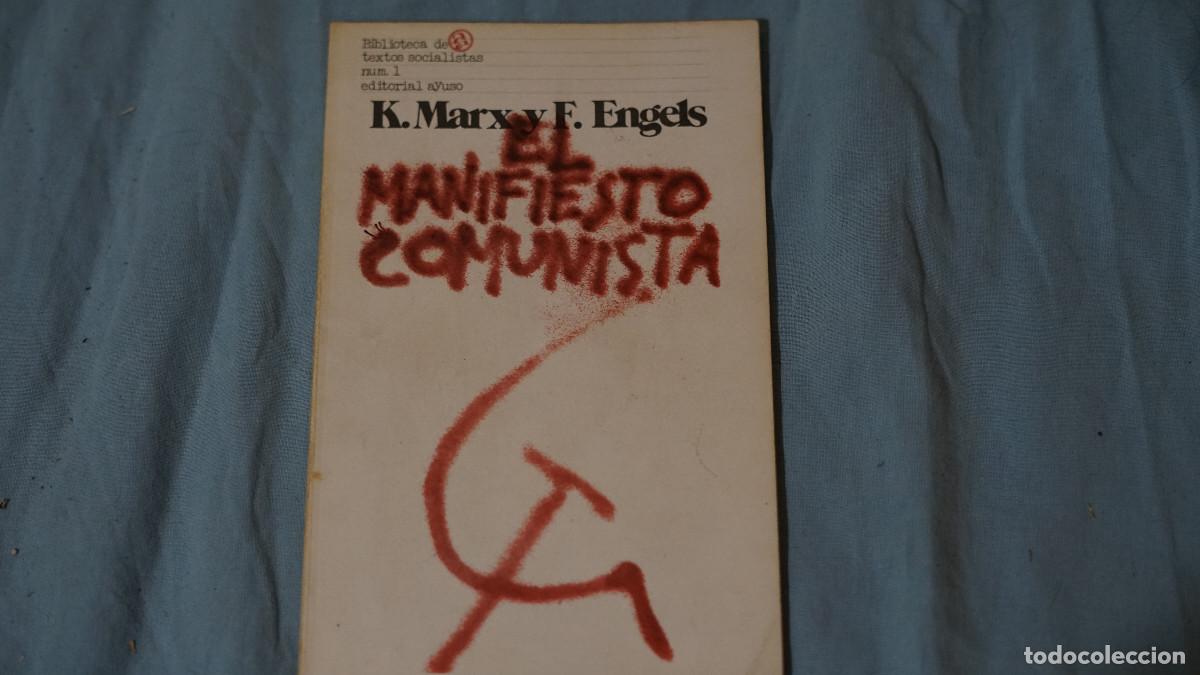 Biblioteca de
textos socialistas
num. 1
editorial ayuso
K. Marx y F. Engels
EL
MANIFIESTO
COMUNISTA
todocoleccion